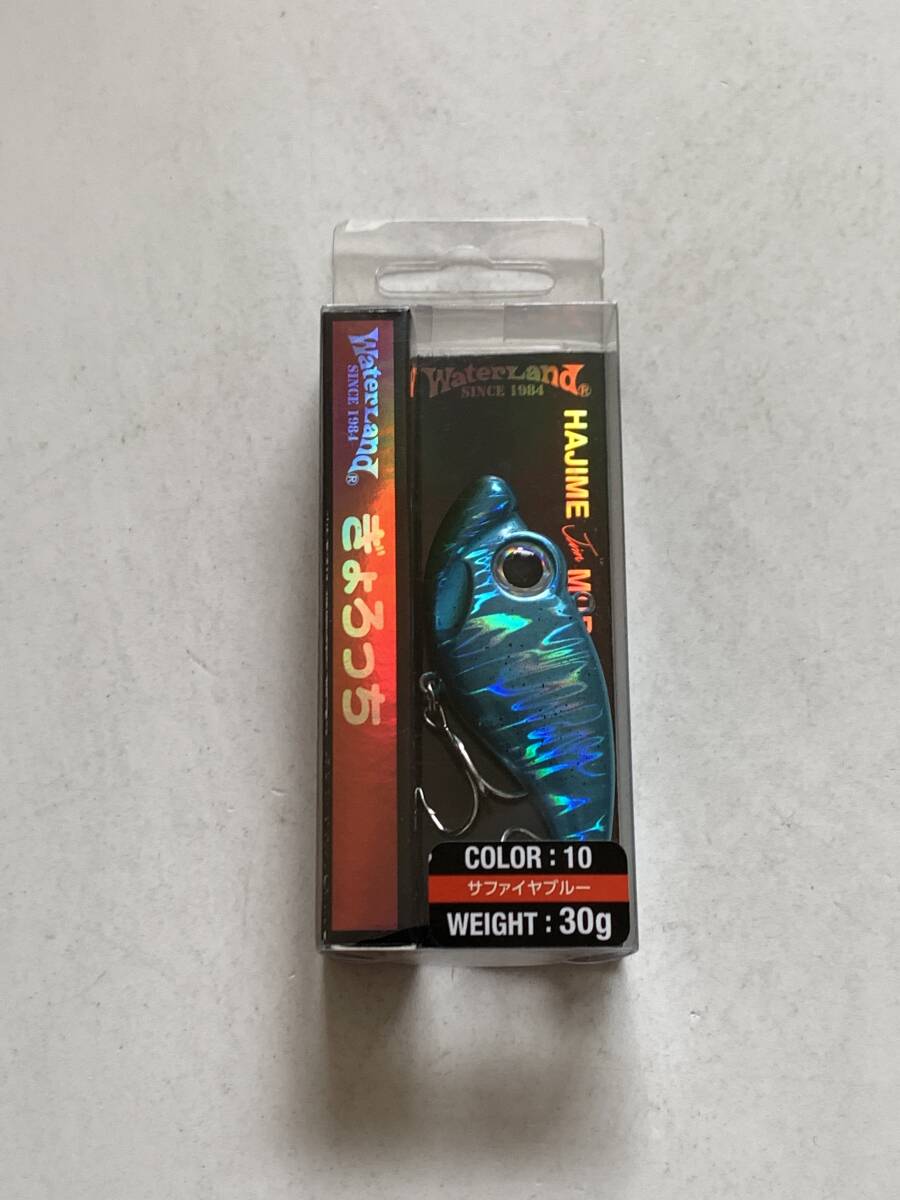 WaterLand®
SINCE 1984
ぎょろっち
WaterLand®
SINCE 1984
HAJIME Jim
COLOR : 10
サファイヤブルー
WEIGHT : 30g